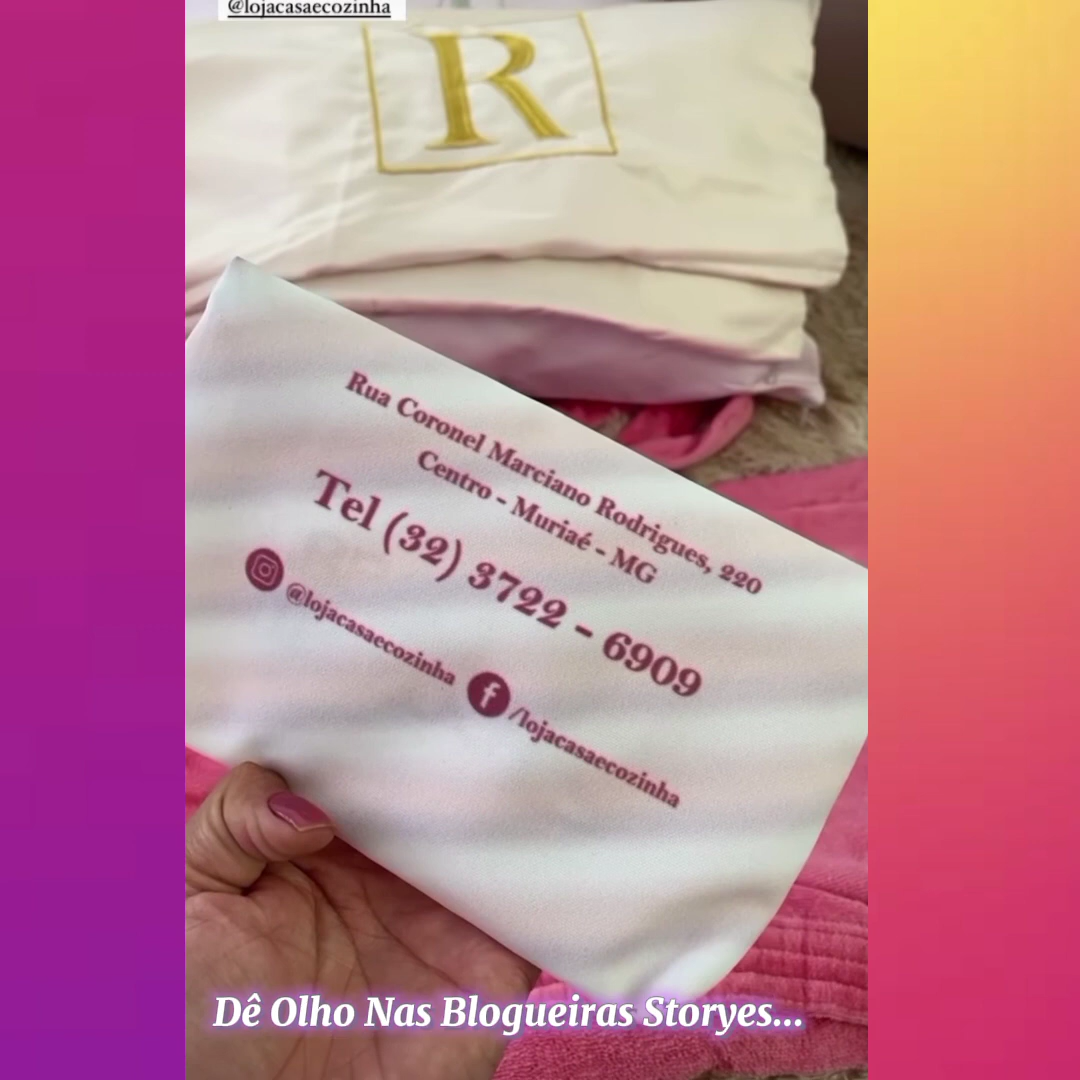 @lojacasaecozinha
R
Rua Coronel Marciano Rodrigues, 220
Centro - Muriaé - MG
Tel (32) 3722 - 6909
@lojacasaecozinha
/lojacasaecozinha
Dê Olho Nas Blogueiras Storyes...